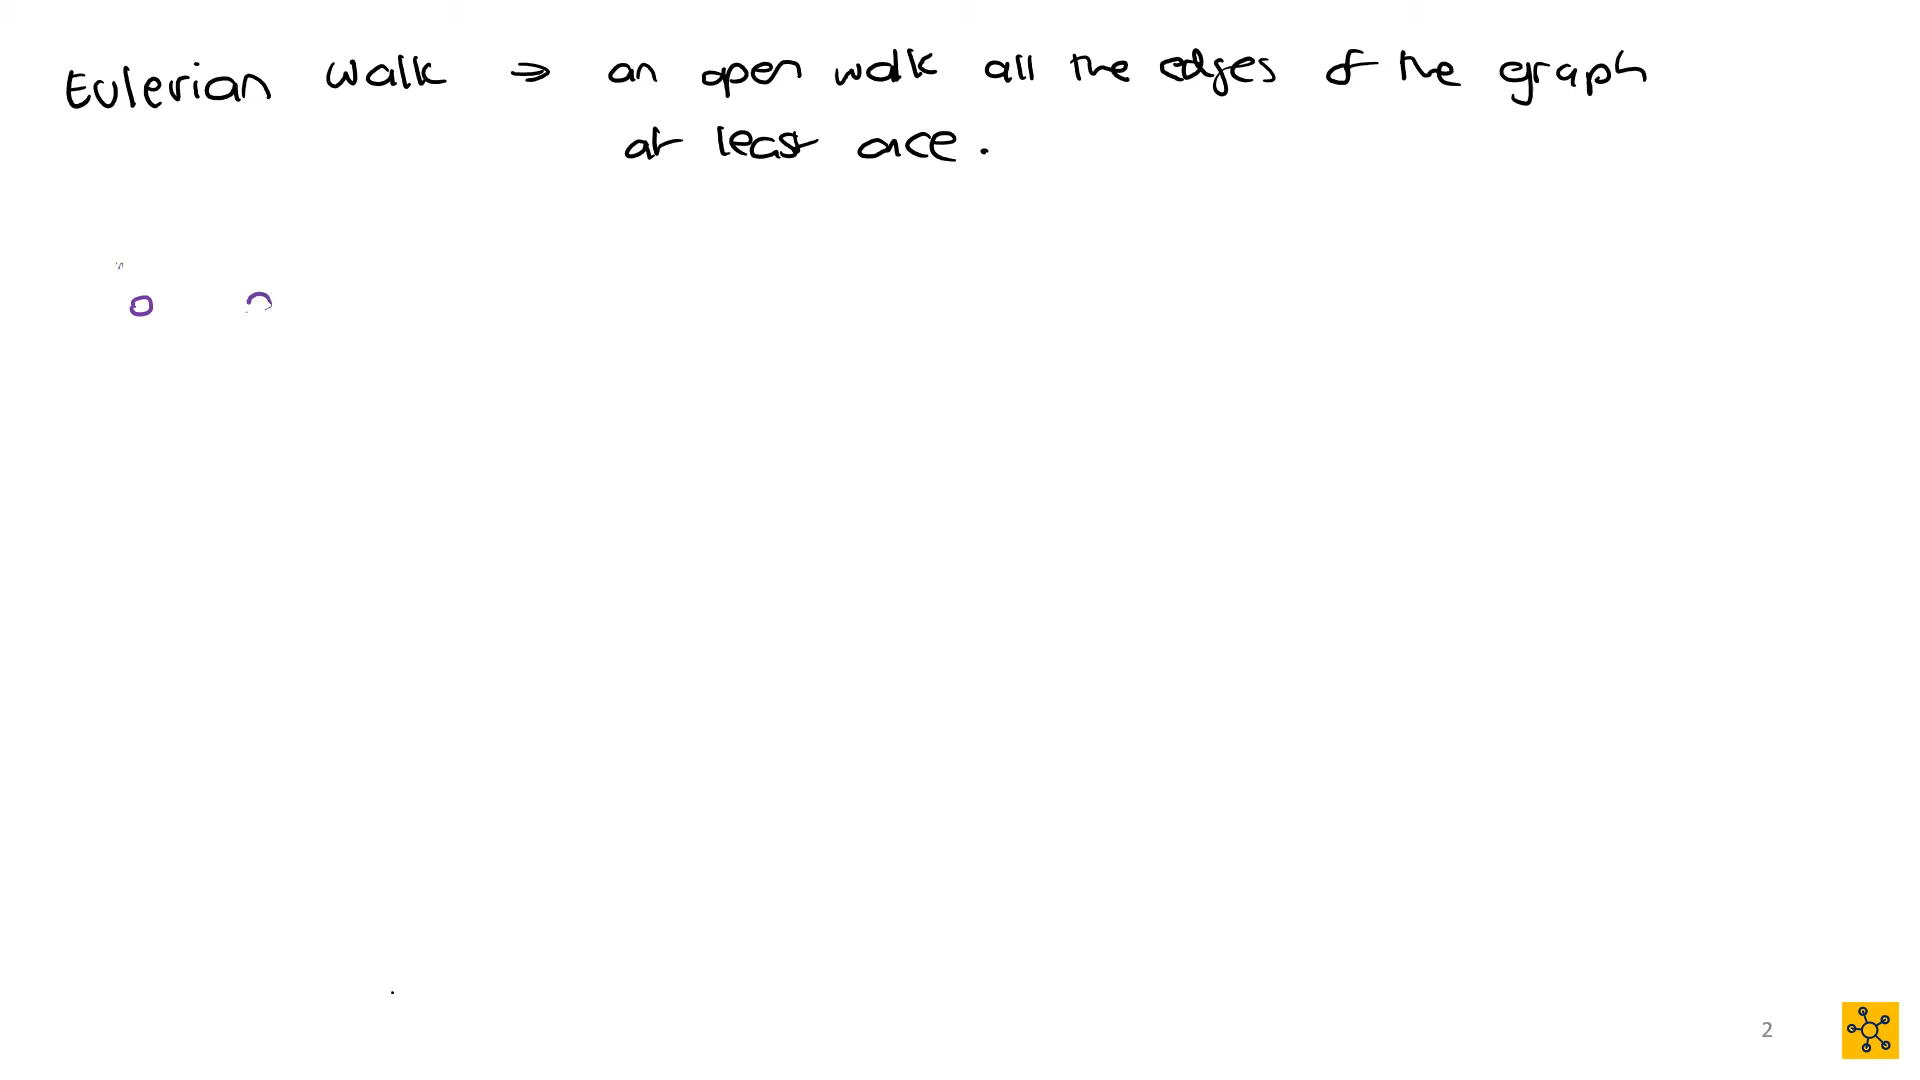 Eulerian walk ⇒ an open walk all the edges of the graph
at least once.
2